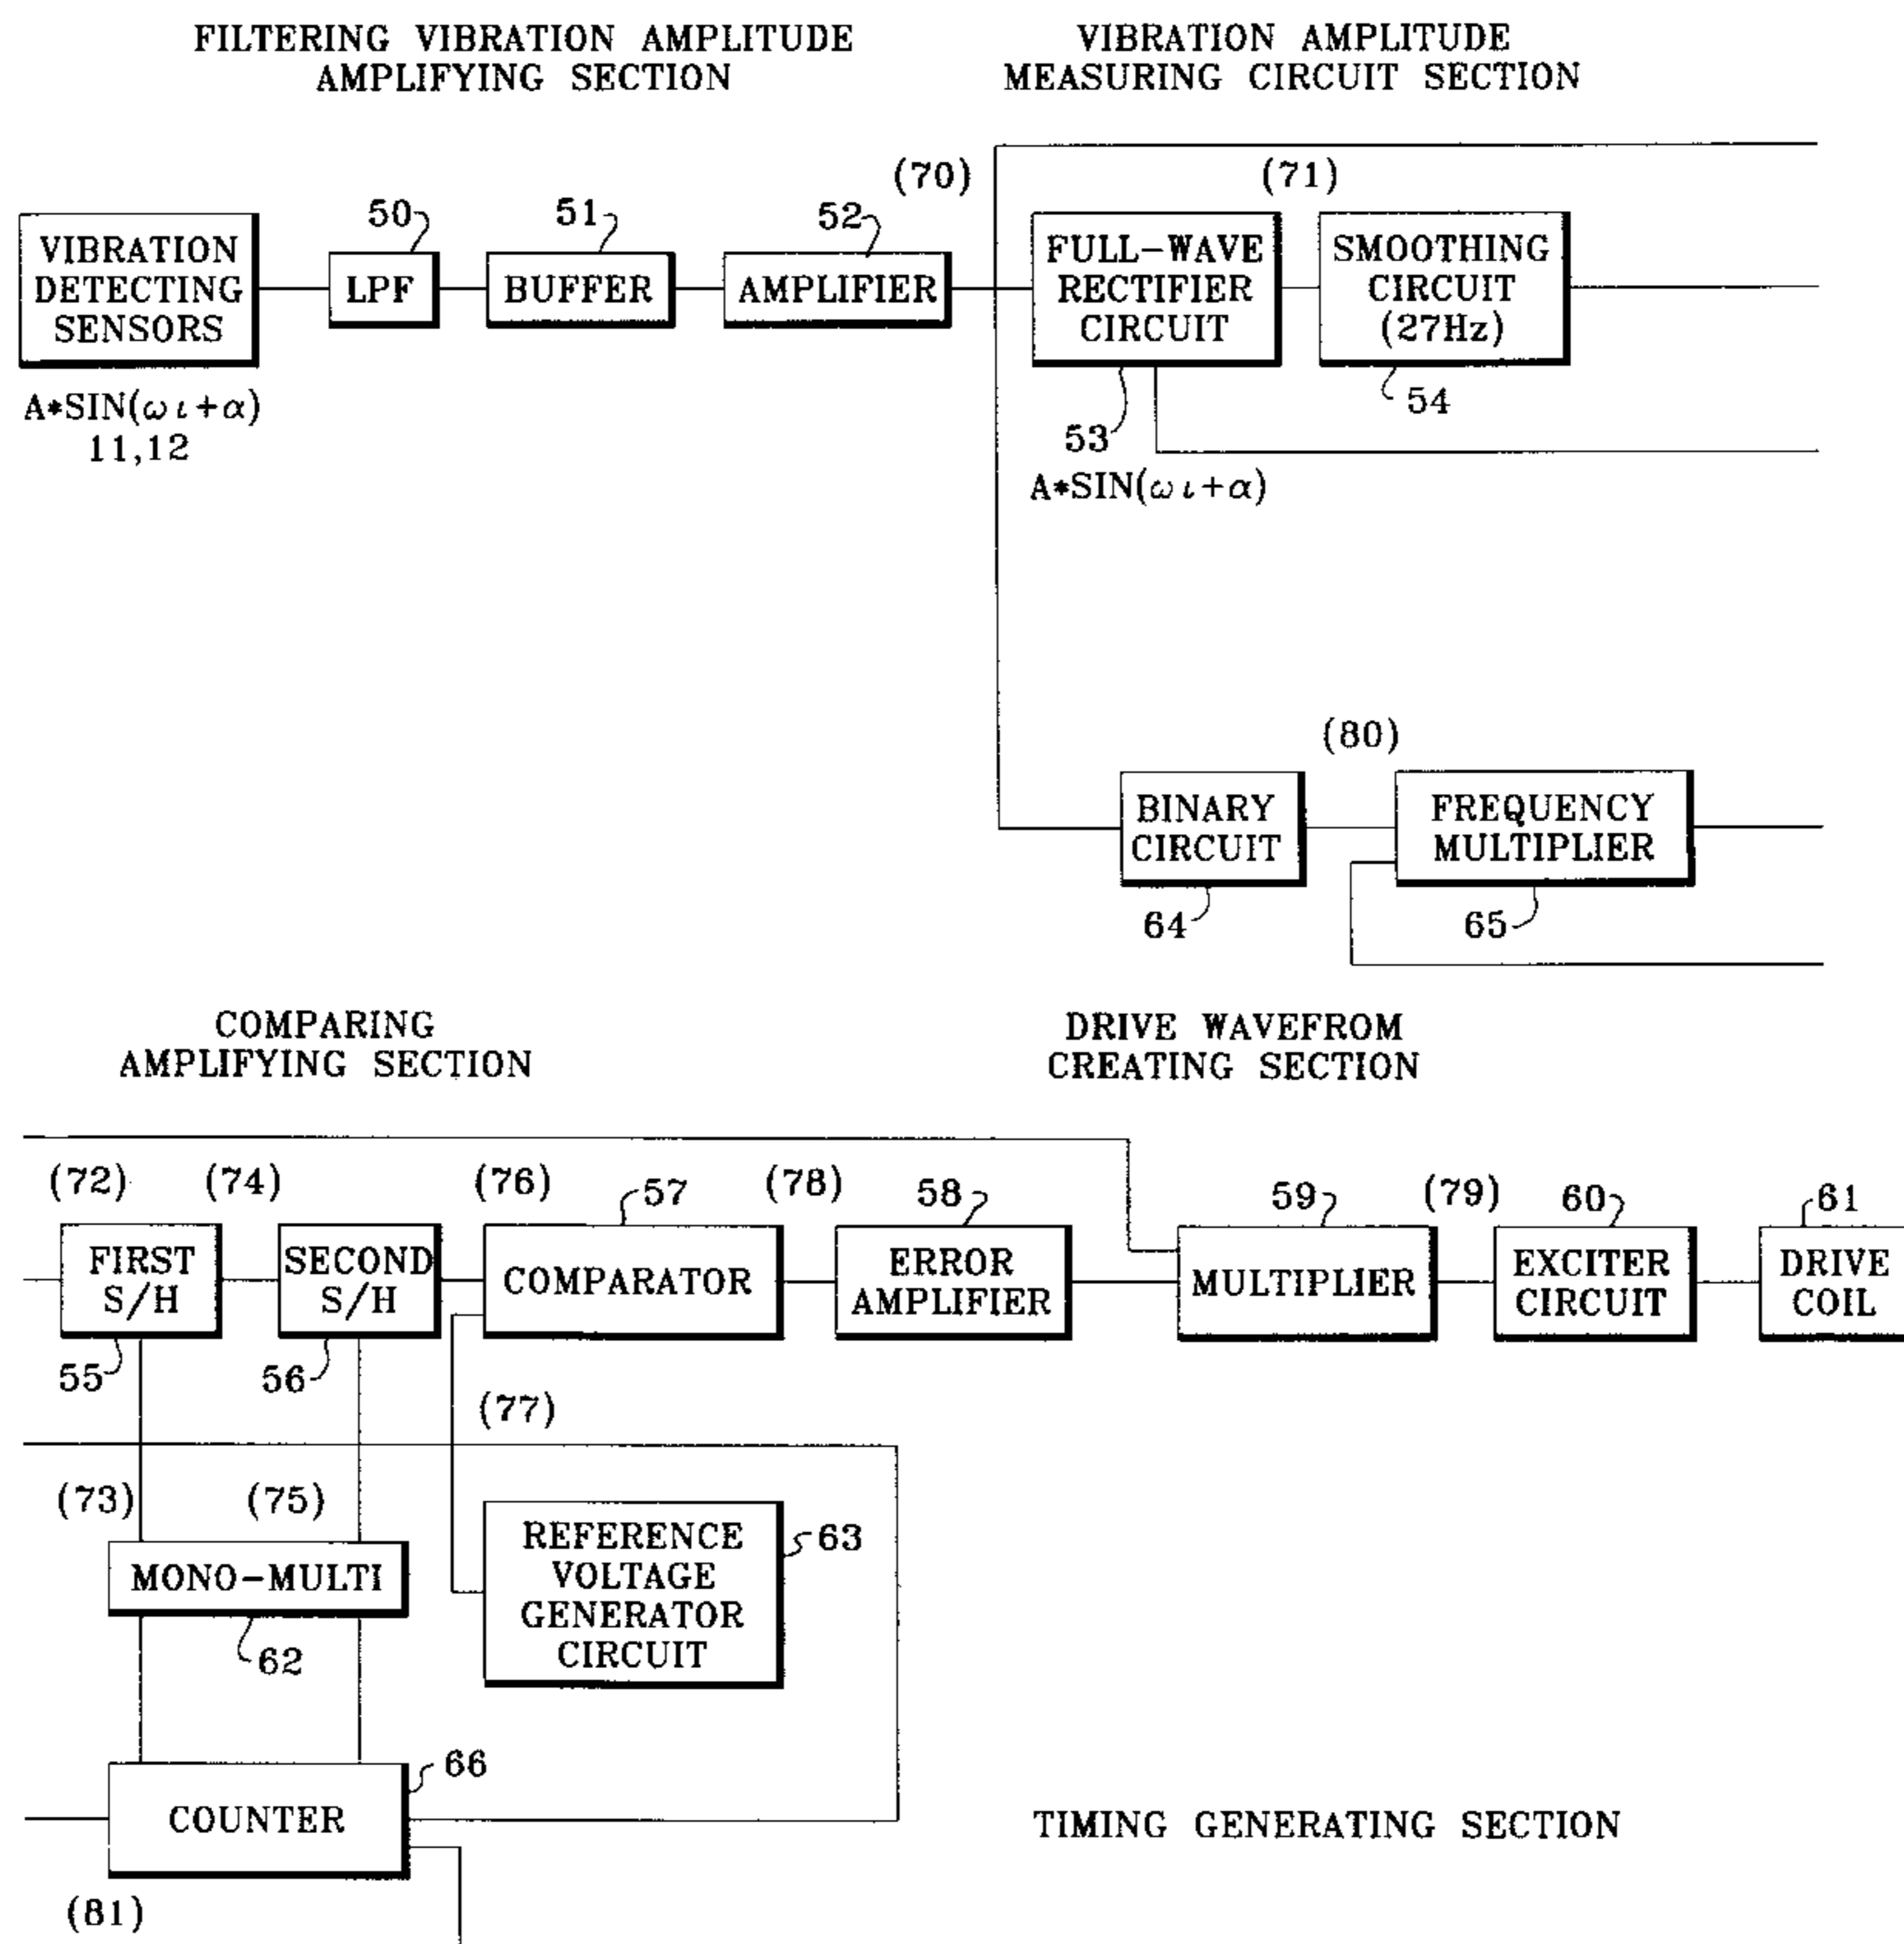 FILTERING VIBRATION AMPLITUDE
AMPLIFYING SECTION
VIBRATION AMPLITUDE
MEASURING CIRCUIT SECTION
(70)
(71)
50
51
52
VIBRATION
DETECTING
SENSORS
LPF
BUFFER
AMPLIFIER
FULL-WAVE
RECTIFIER
CIRCUIT
SMOOTHING
CIRCUIT
(27Hz)
A*SIN(ωι+α)
11,12
53
54
A*SIN(ωι+α)
(80)
BINARY
CIRCUIT
FREQUENCY
MULTIPLIER
64
65
COMPARING
AMPLIFYING SECTION
DRIVE WAVEFROM
CREATING SECTION
(72)
(74)
(76)
57
(78)
58
59
(79)
60
61
FIRST
S/H
SECOND
S/H
COMPARATOR
ERROR
AMPLIFIER
MULTIPLIER
EXCITER
CIRCUIT
DRIVE
COIL
55
56
(77)
(73)
(75)
MONO-MULTI
62
REFERENCE
VOLTAGE
GENERATOR
CIRCUIT
63
66
COUNTER
TIMING GENERATING SECTION
(81)